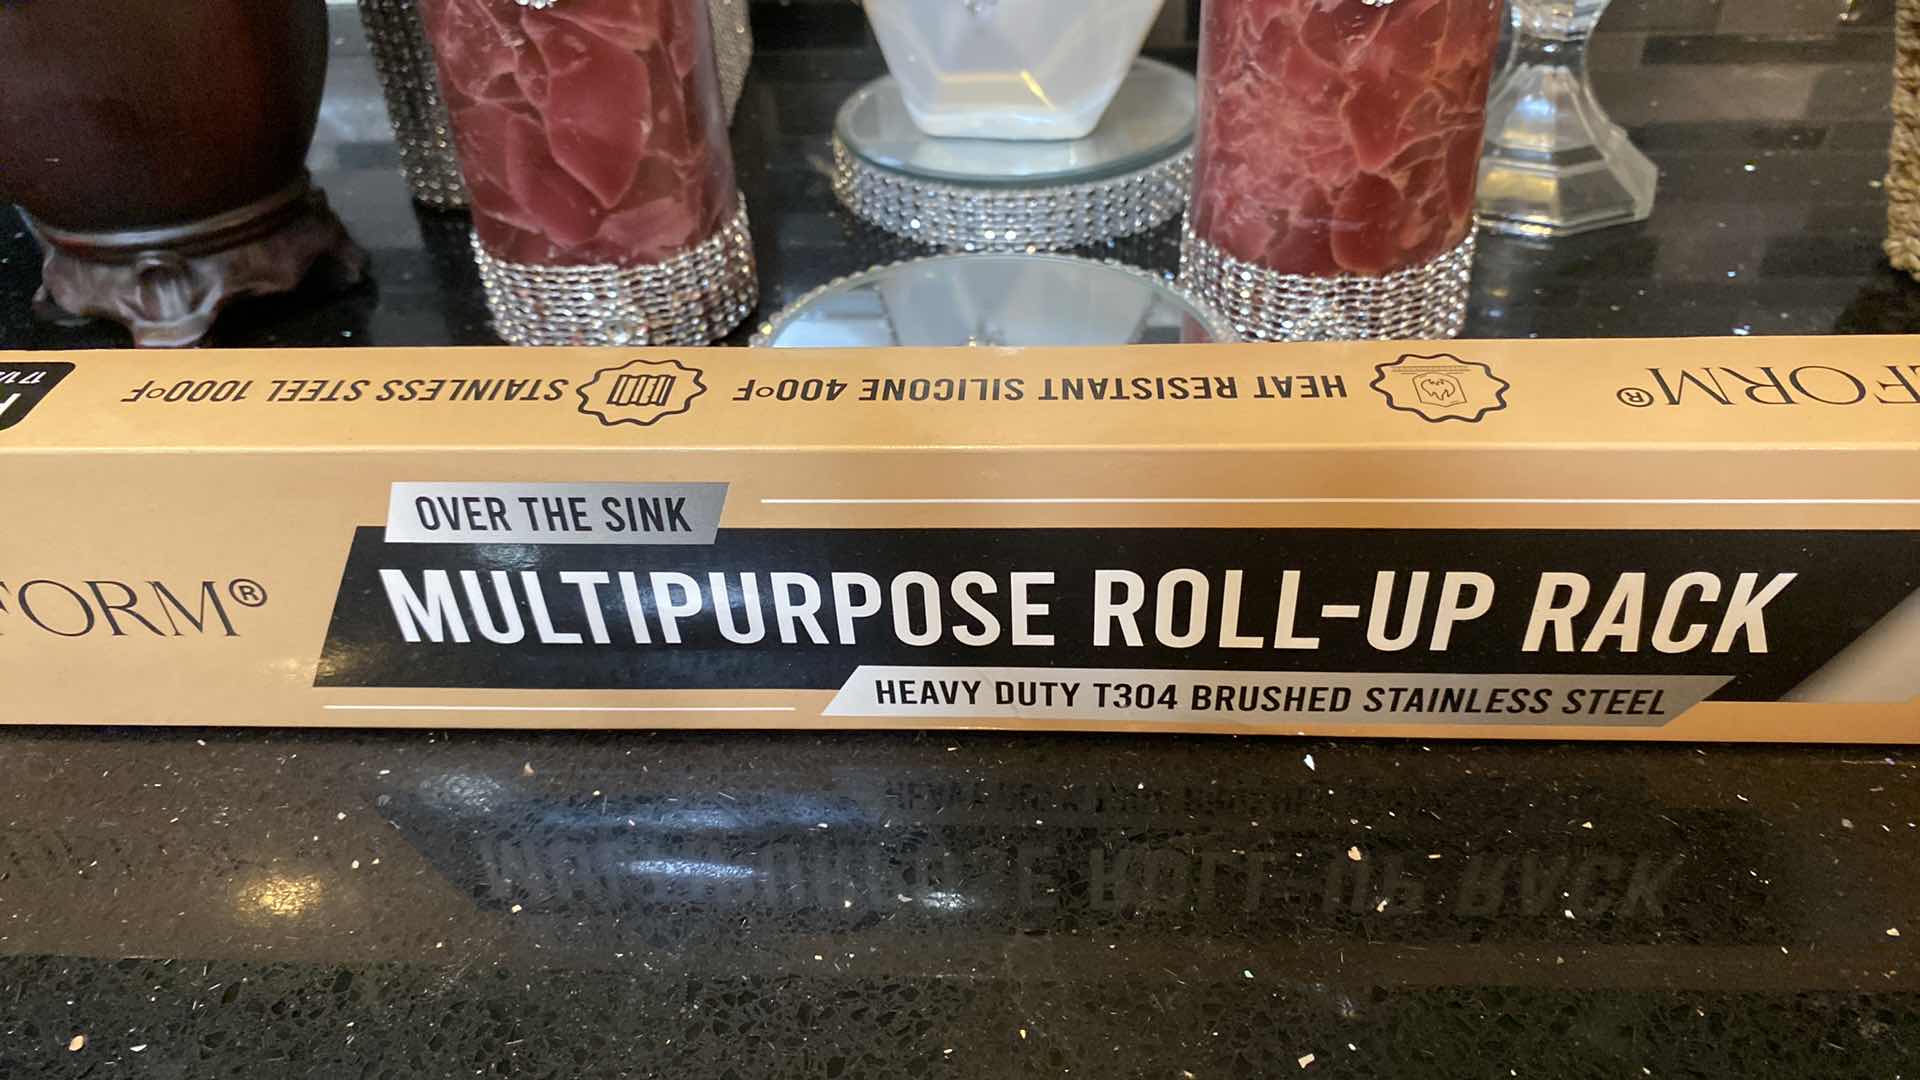 STAINLESS STEEL 1000°F
HEAT RESISTANT SILICONE 400°F
FORM®
OVER THE SINK
FORM®
MULTIPURPOSE ROLL-UP RACK
HEAVY DUTY T304 BRUSHED STAINLESS STEEL